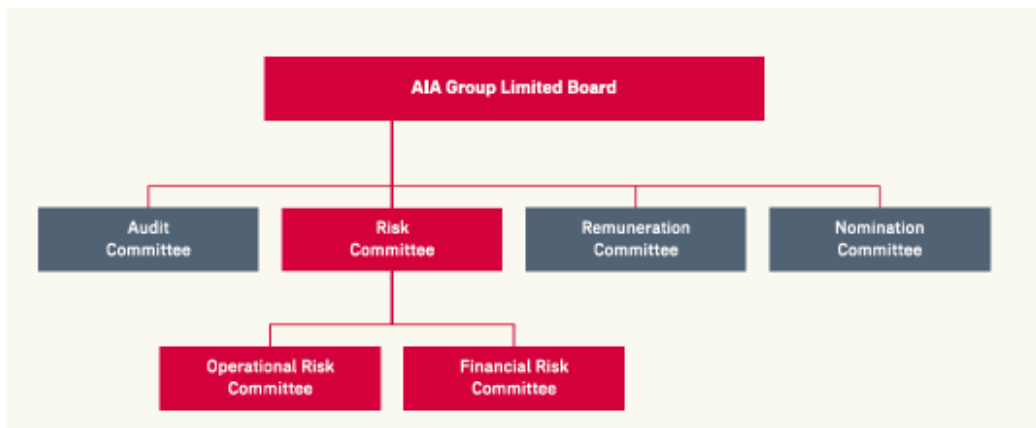 AIA Group Limited Board
Audit
Committee
Risk
Committee
Remuneration
Committee
Nomination
Committee
Operational Risk
Committee
Financial Risk
Committee